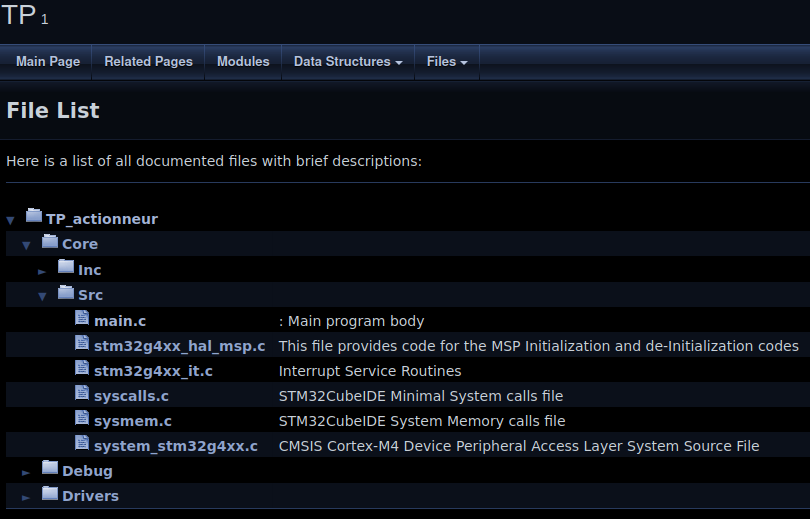 TP 1
Main Page Related Pages Modules Data Structures Files
File List
Here is a list of all documented files with brief descriptions:
TP_actionneur
Core
Inc
Src
main.c : Main program body
stm32g4xx_hal_msp.c This file provides code for the MSP Initialization and de-Initialization codes
stm32g4xx_it.c Interrupt Service Routines
syscalls.c STM32CubeIDE Minimal System calls file
sysmem.c STM32CubeIDE System Memory calls file
system_stm32g4xx.c CMSIS Cortex-M4 Device Peripheral Access Layer System Source File
Debug
Drivers